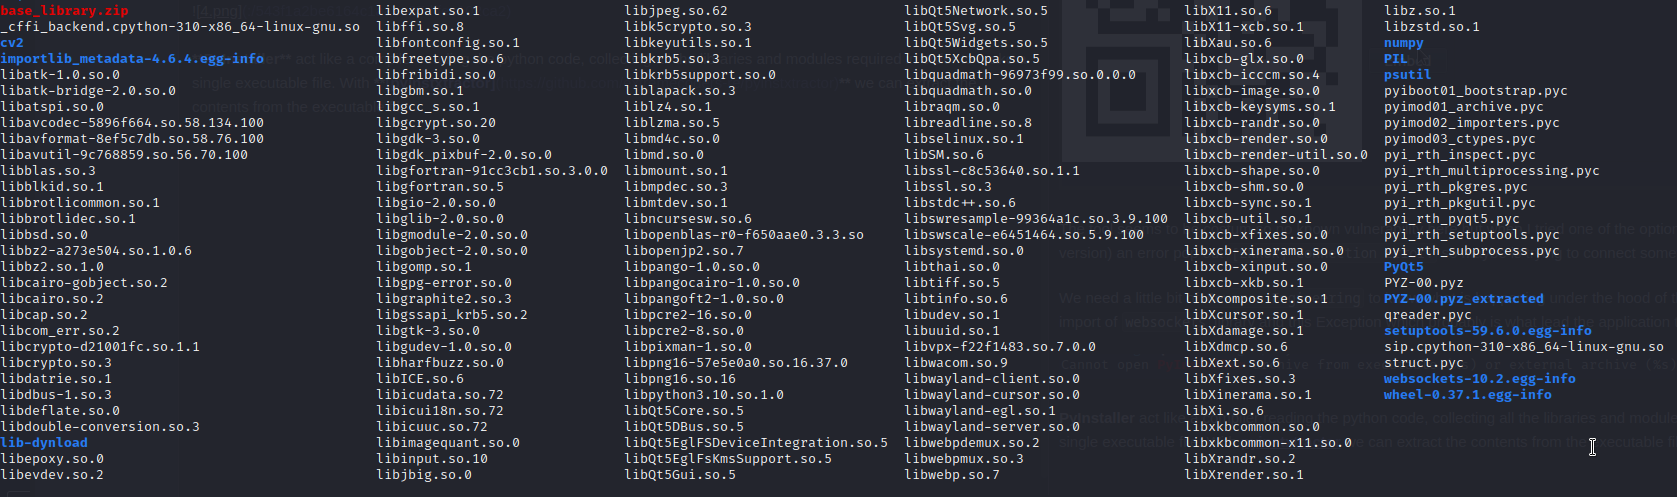 base_library.zip libexpat.so.1 libjpeg.so.62 libQt5Network.so.5 libX11.so.6 libz.so.1
_cffi_backend.cpython-310-x86_64-linux-gnu.so libffi.so.8 libk5crypto.so.3 libQt5Svg.so.5 libX11-xcb.so.1 libzstd.so.1
cv2 libfontconfig.so.1 libkeyutils.so.1 libQt5Widgets.so.5 libXau.so.6 numpy
importlib_metadata-4.6.4.egg-info libfreetype.so.6 libkrb5.so.3 libQt5XcbQpa.so.5 libxcb-glx.so.0 PIL
libatk-1.0.so.0 libfribidi.so.0 libkrb5support.so.0 libquadmath-96973f99.so.0.0.0 libxcb-icccm.so.4 psutil
libatk-bridge-2.0.so.0 libgbm.so.1 liblapack.so.3 libquadmath.so.0 libxcb-image.so.0 pyiboot01_bootstrap.pyc
libatspi.so.0 libgcc_s.so.1 liblz4.so.1 libraqm.so.0 libxcb-keysyms.so.1 pyimod01_archive.pyc
libavcodec-5896f664.so.58.134.100 libgcrypt.so.20 liblzma.so.5 libreadline.so.8 libxcb-randr.so.0 pyimod02_importers.pyc
libavformat-8ef5c7db.so.58.76.100 libgdk-3.so.0 libmd4c.so.0 libselinux.so.1 libxcb-render.so.0 pyimod03_ctypes.pyc
libavutil-9c768859.so.56.70.100 libgdk_pixbuf-2.0.so.0 libmd.so.0 libSM.so.6 libxcb-render-util.so.0 pyi_rth_inspect.pyc
libblas.so.3 libgfortran-91cc3cb1.so.3.0.0 libmount.so.1 libssl-c8c53640.so.1.1 libxcb-shape.so.0 pyi_rth_multiprocessing.pyc
libblkid.so.1 libgfortran.so.5 libmpdec.so.3 libssl.so.3 libxcb-shm.so.0 pyi_rth_pkgres.pyc
libbrotlicommon.so.1 libgio-2.0.so.0 libmtdev.so.1 libstdc++.so.6 libxcb-sync.so.1 pyi_rth_pkgutil.pyc
libbrotlidec.so.1 libglib-2.0.so.0 libncursesw.so.6 libswresample-99364a1c.so.3.9.100 libxcb-util.so.1 pyi_rth_pyqt5.pyc
libbsd.so.0 libgmodule-2.0.so.0 libopenblas-r0-f650aae0.3.3.so libswscale-e6451464.so.5.9.100 libxcb-xfixes.so.0 pyi_rth_setuptools.pyc
libbz2-a273e504.so.1.0.6 libgobject-2.0.so.0 libopenjp2.so.7 libsystemd.so.0 libxcb-xinerama.so.0 pyi_rth_subprocess.pyc
libbz2.so.1.0 libgomp.so.1 libpango-1.0.so.0 libthai.so.0 libxcb-xinput.so.0 PyQt5
libcairo-gobject.so.2 libgpg-error.so.0 libpangocairo-1.0.so.0 libtiff.so.5 libxcb-xkb.so.1 PYZ-00.pyz
libcairo.so.2 libgraphite2.so.3 libpangoft2-1.0.so.0 libtinfo.so.6 libXcomposite.so.1 PYZ-00.pyz_extracted
libcap.so.2 libgssapi_krb5.so.2 libpcre2-16.so.0 libudev.so.1 libXcursor.so.1 qreader.pyc
libcom_err.so.2 libgtk-3.so.0 libpcre2-8.so.0 libuuid.so.1 libXdamage.so.1 setuptools-59.6.0.egg-info
libcrypto-d21001fc.so.1.1 libgudev-1.0.so.0 libpixman-1.so.0 libvpx-f22f1483.so.7.0.0 libXdmcp.so.6 sip.cpython-310-x86_64-linux-gnu.so
libcrypto.so.3 libharfbuzz.so.0 libpng16-57e5e0a0.so.16.37.0 libwacom.so.9 libXext.so.6 struct.pyc
libdatrie.so.1 libICE.so.6 libpng16.so.16 libwayland-client.so.0 libXfixes.so.3 websockets-10.2.egg-info
libdbus-1.so.3 libicudata.so.72 libpython3.10.so.1.0 libwayland-cursor.so.0 libXinerama.so.1 wheel-0.37.1.egg-info
libdeflate.so.0 libicui18n.so.72 libQt5Core.so.5 libwayland-egl.so.1 libXi.so.6
libdouble-conversion.so.3 libicuuc.so.72 libQt5DBus.so.5 libwayland-server.so.0 libxkbcommon.so.0
lib-dynload libimagequant.so.0 libQt5EglFSDeviceIntegration.so.5 libwebpdemux.so.2 libxkbcommon-x11.so.0
libepoxy.so.0 libinput.so.10 libQt5EglFsKmsSupport.so.5 libwebpmux.so.3 libXrandr.so.2
libevdev.so.2 libjbig.so.0 libQt5Gui.so.5 libwebp.so.7 libXrender.so.1